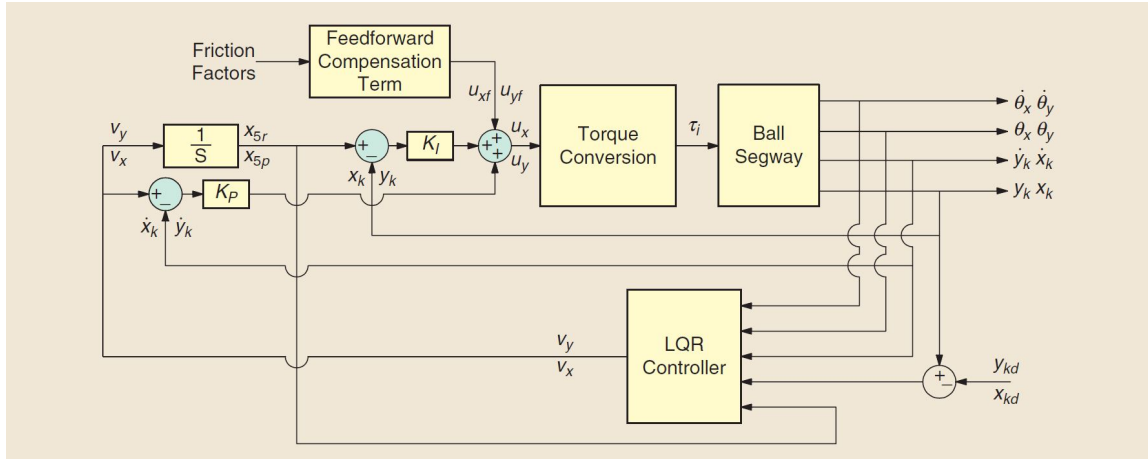 Friction
Factors
Feedforward
Compensation
Term
u_xf u_yf
v_y
v_x
1
S
x_5r
x_5p
+
−
K_I
+
+
+
u_x
u_y
Torque
Conversion
τ_i
Ball
Segway
θ̇_x θ̇_y
θ_x θ_y
ẏ_k ẋ_k
y_k x_k
x_k y_k
+
−
K_P
ẋ_k ẏ_k
LQR
Controller
v_y
v_x
+
−
y_kd
x_kd